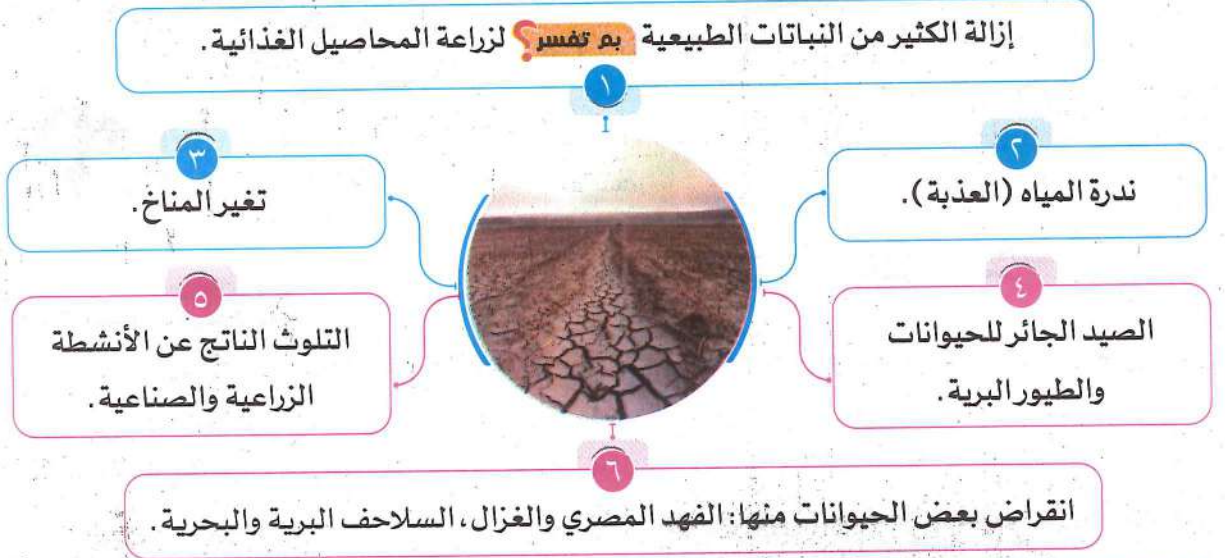 إزالة الكثير من النباتات الطبيعية بم تفسر؟ لزراعة المحاصيل الغذائية.
١
٢
ندرة المياه (العذبة).
٣
تغير المناخ.
٤
الصيد الجائر للحيوانات
والطيور البرية.
٥
التلوث الناتج عن الأنشطة
الزراعية والصناعية.
٦
انقراض بعض الحيوانات منها: الفهد المصري والغزال، السلاحف البرية والبحرية.